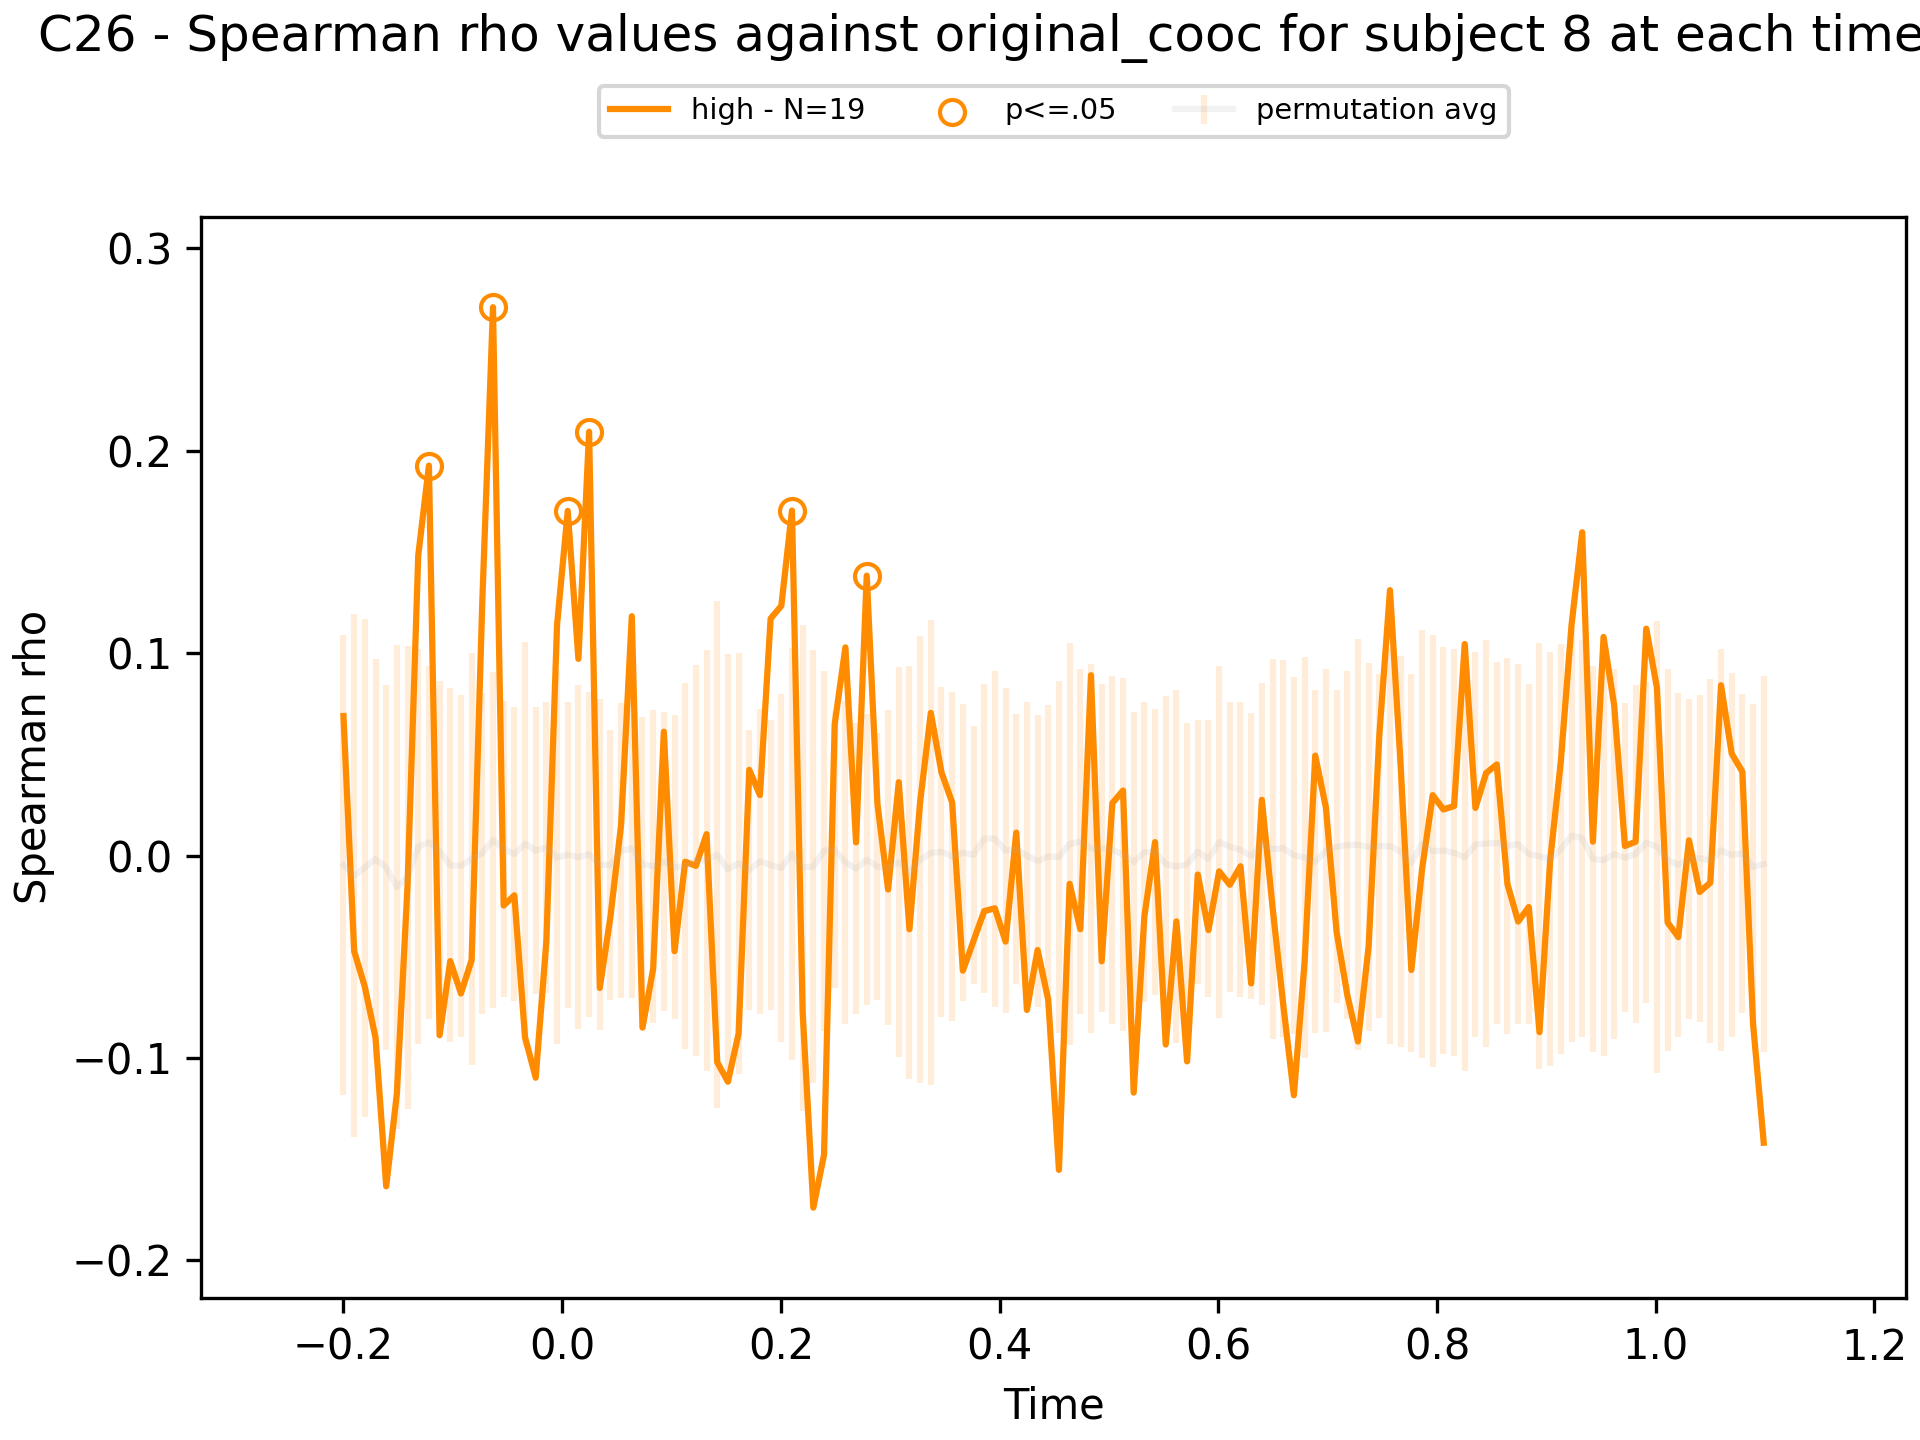 C26 - Spearman rho values against original_cooc for subject 8 at each time
high - N=19 p<=.05 permutation avg
0.3
0.2
0.1
0.0
−0.1
−0.2
Spearman rho
−0.2 0.0 0.2 0.4 0.6 0.8 1.0 1.2
Time